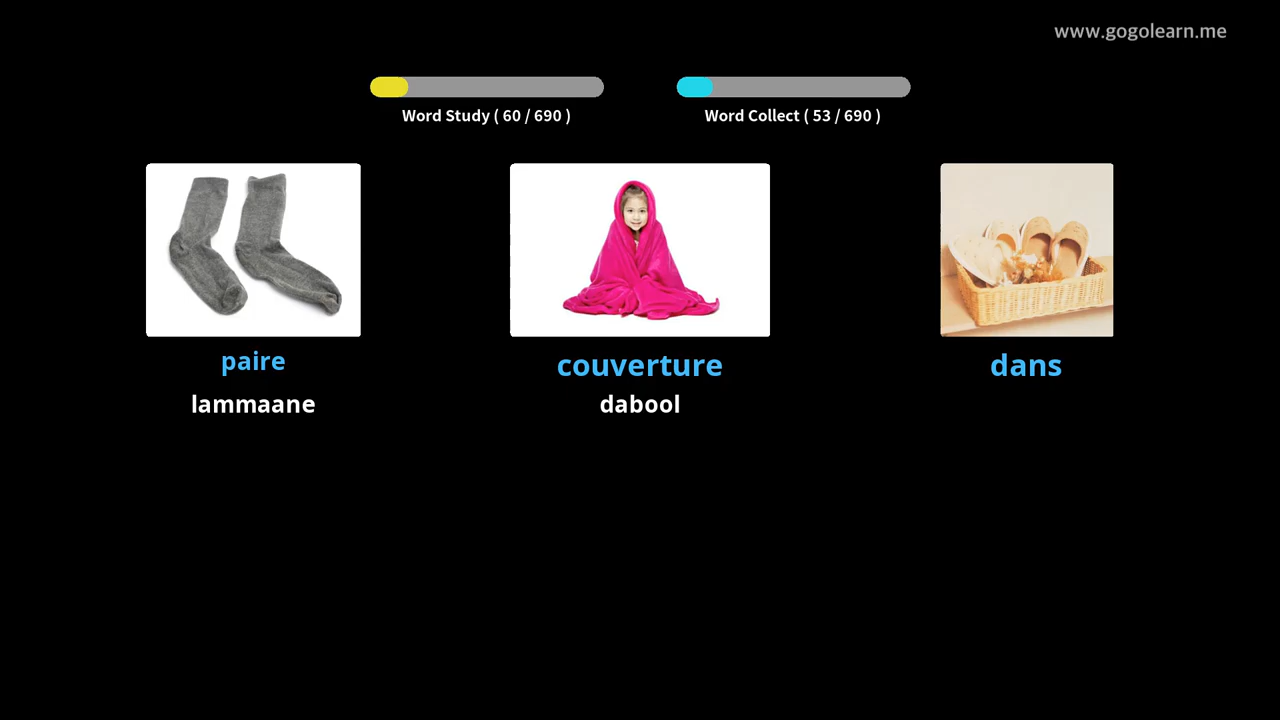 www.gogolearn.me
Word Study ( 60 / 690 )
Word Collect ( 53 / 690 )
paire
couverture
dans
lammaane
dabool